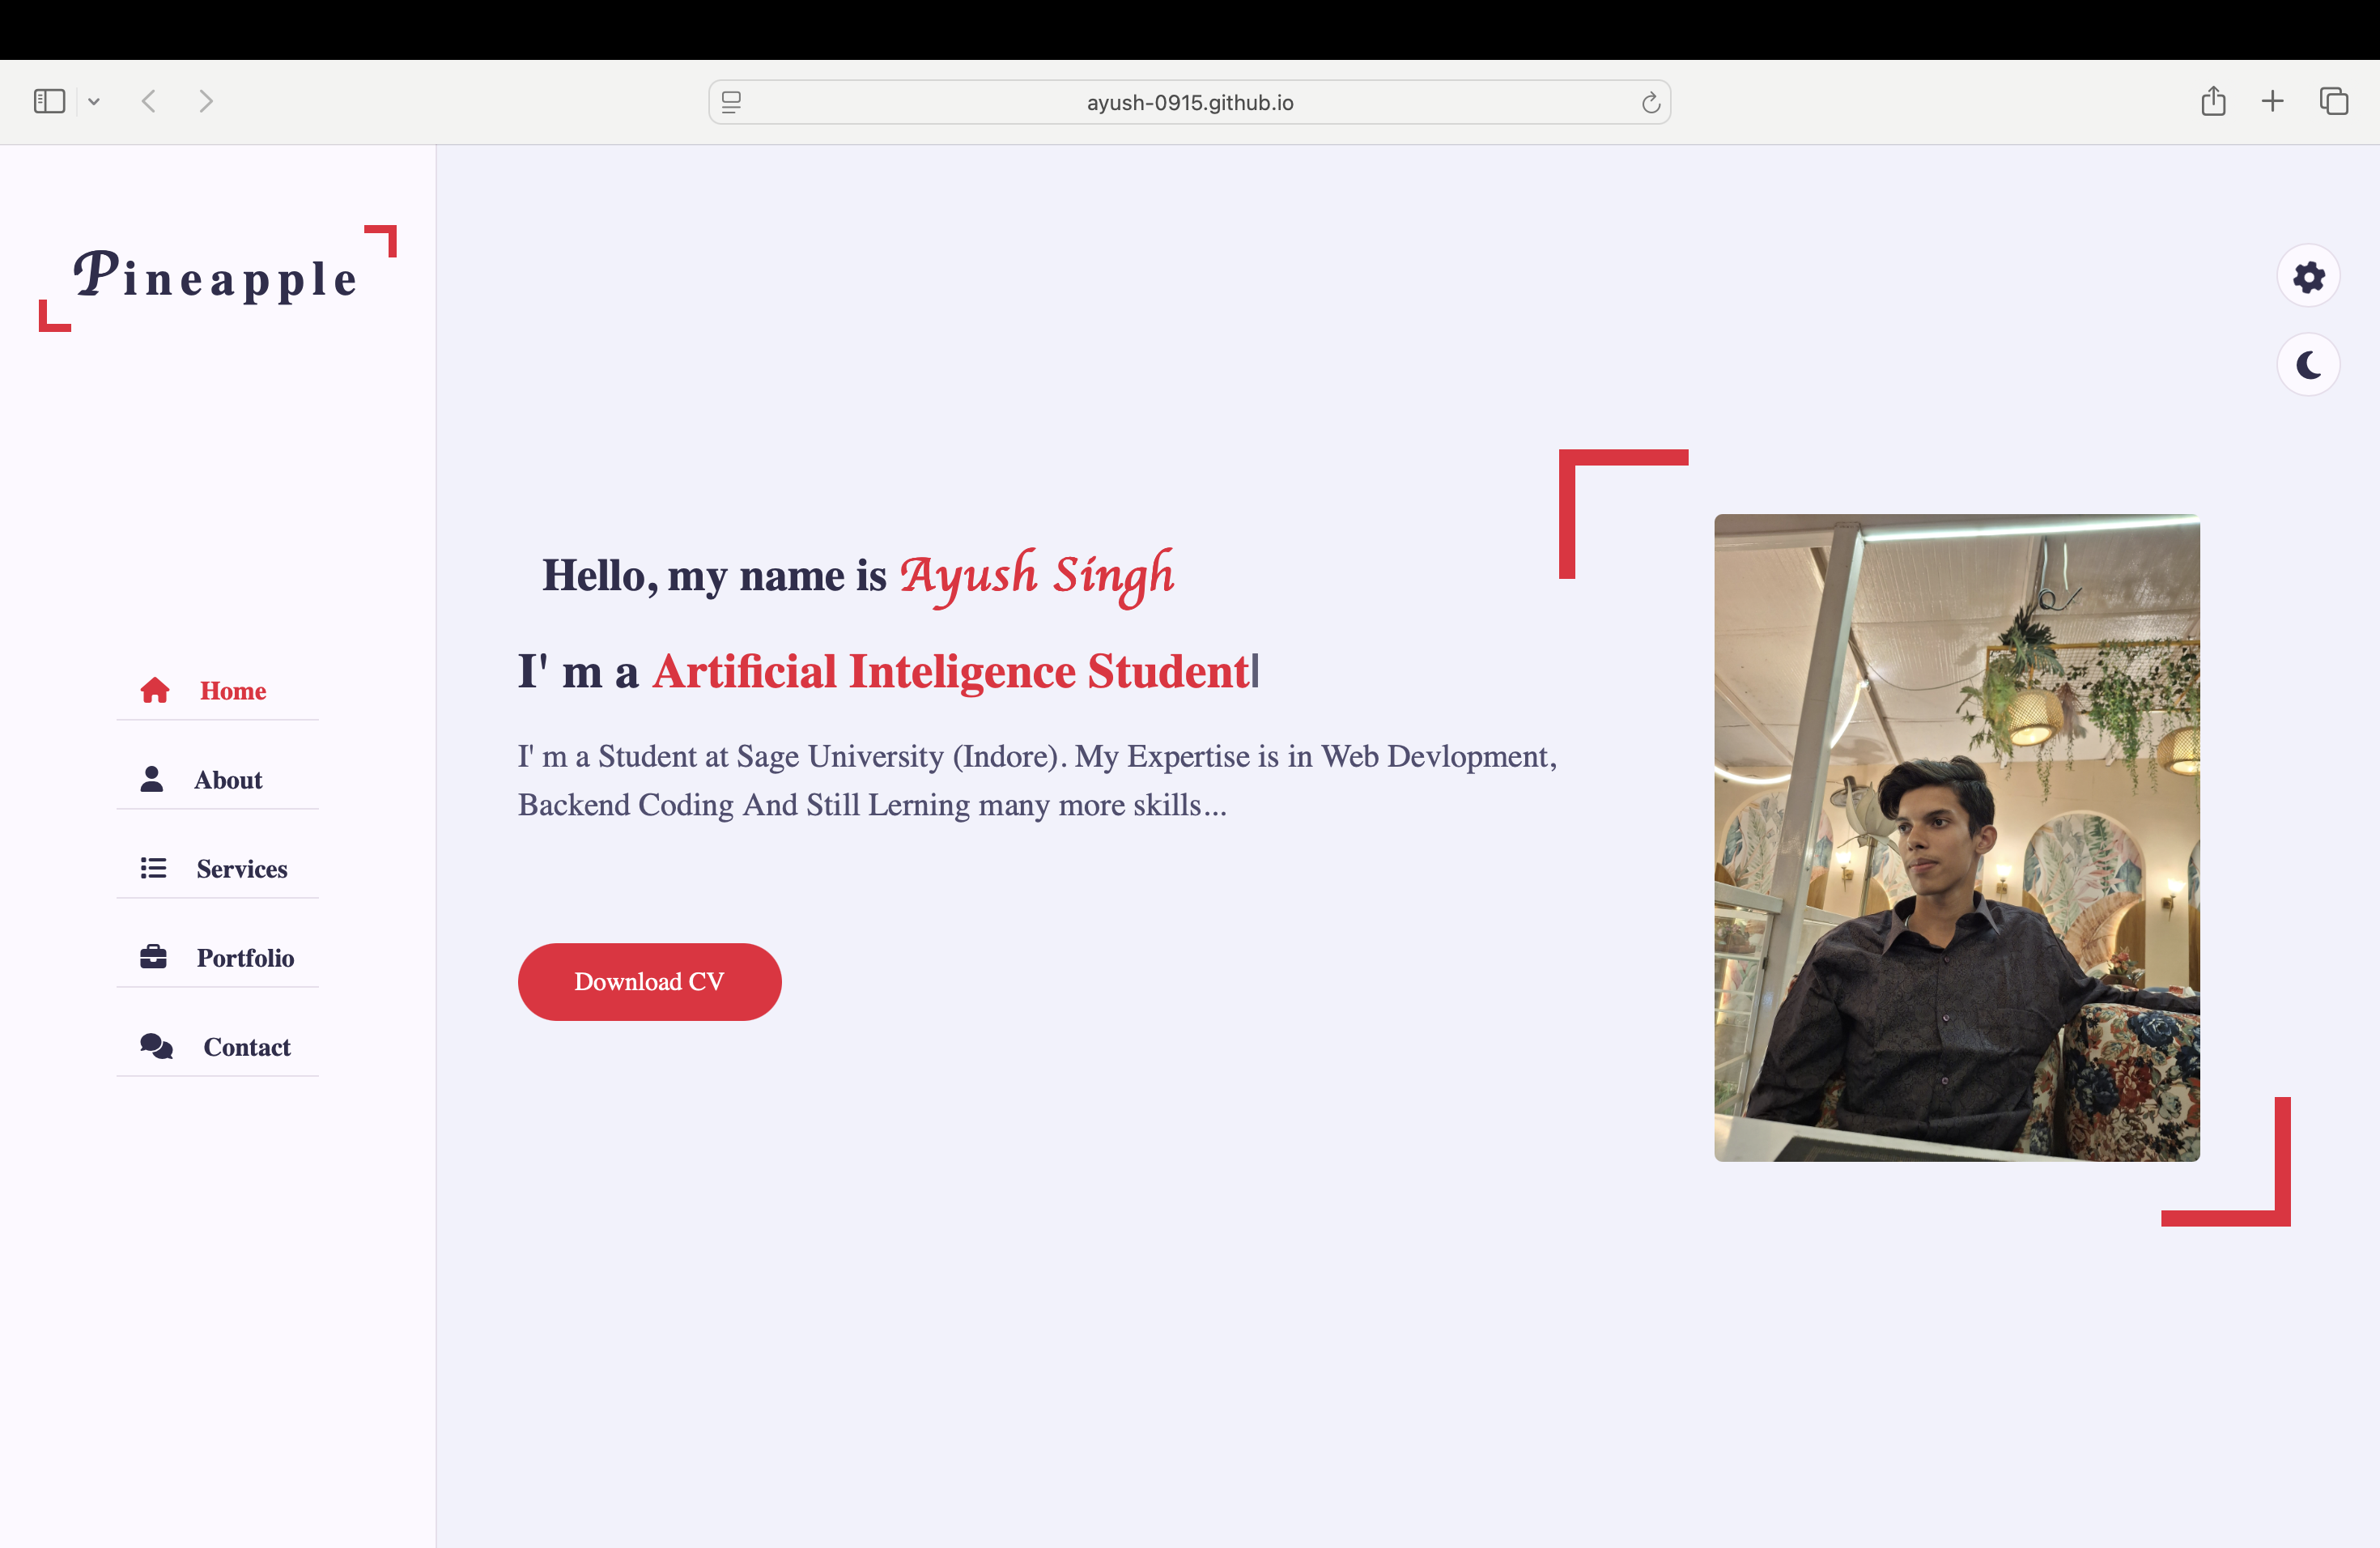 ayush-0915.github.io
Pineapple
Home
About
Services
Portfolio
Contact
Hello, my name is Ayush Singh
I' m a Artificial Inteligence Student
I' m a Student at Sage University (Indore). My Expertise is in Web Devlopment,
Backend Coding And Still Lerning many more skills...
Download CV